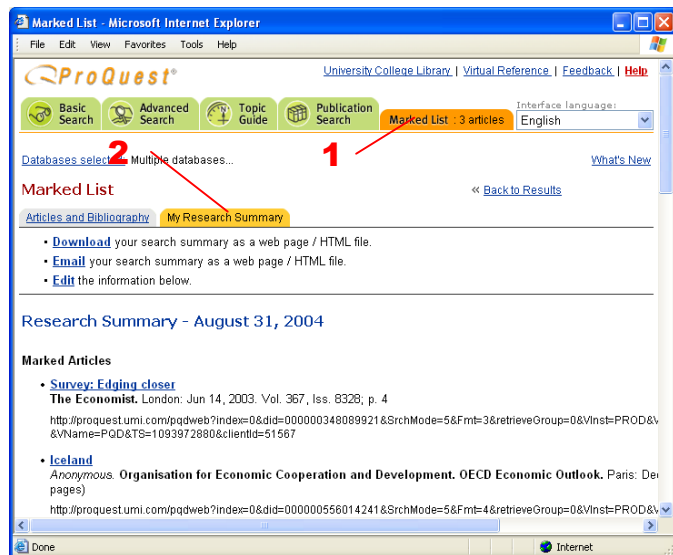 Marked List - Microsoft Internet Explorer
File Edit View Favorites Tools Help
ProQuest®
University College Library | Virtual Reference | Feedback | Help
Basic Search
Advanced Search
Topic Guide
Publication Search
Marked List : 3 articles
Interface language:
English
1
2
Databases selected: Multiple databases...
What's New
Marked List
« Back to Results
Articles and Bibliography
My Research Summary
• Download your search summary as a web page / HTML file.
• Email your search summary as a web page / HTML file.
• Edit the information below.
Research Summary - August 31, 2004
Marked Articles
• Survey: Edging closer
The Economist. London: Jun 14, 2003. Vol. 367, Iss. 8328; p. 4
http://proquest.umi.com/pqdweb?index=0&did=000000348089921&SrchMode=5&Fmt=3&retrieveGroup=0&VInst=PROD&V
&VName=PQD&TS=1093972880&clientId=51567
• Iceland
Anonymous. Organisation for Economic Cooperation and Development. OECD Economic Outlook. Paris: De
pages)
http://proquest.umi.com/pqdweb?index=0&did=000000556014241&SrchMode=5&Fmt=4&retrieveGroup=0&VInst=PROD&V
Done
Internet